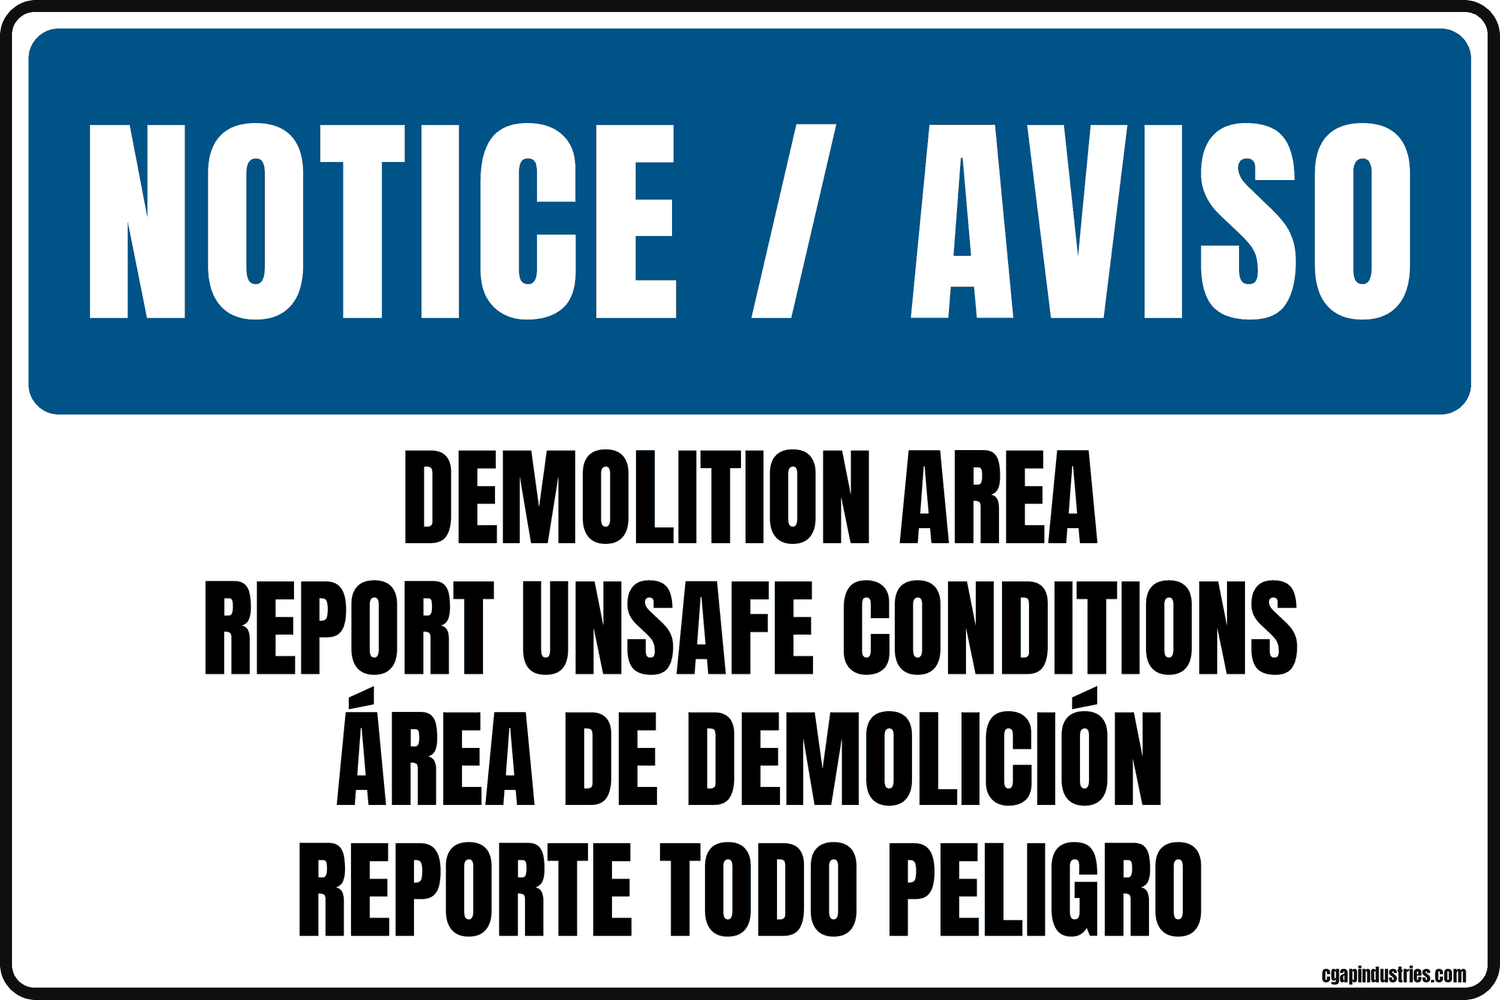 NOTICE / AVISO
DEMOLITION AREA
REPORT UNSAFE CONDITIONS
ÁREA DE DEMOLICIÓN
REPORTE TODO PELIGRO
cgapindustries.com